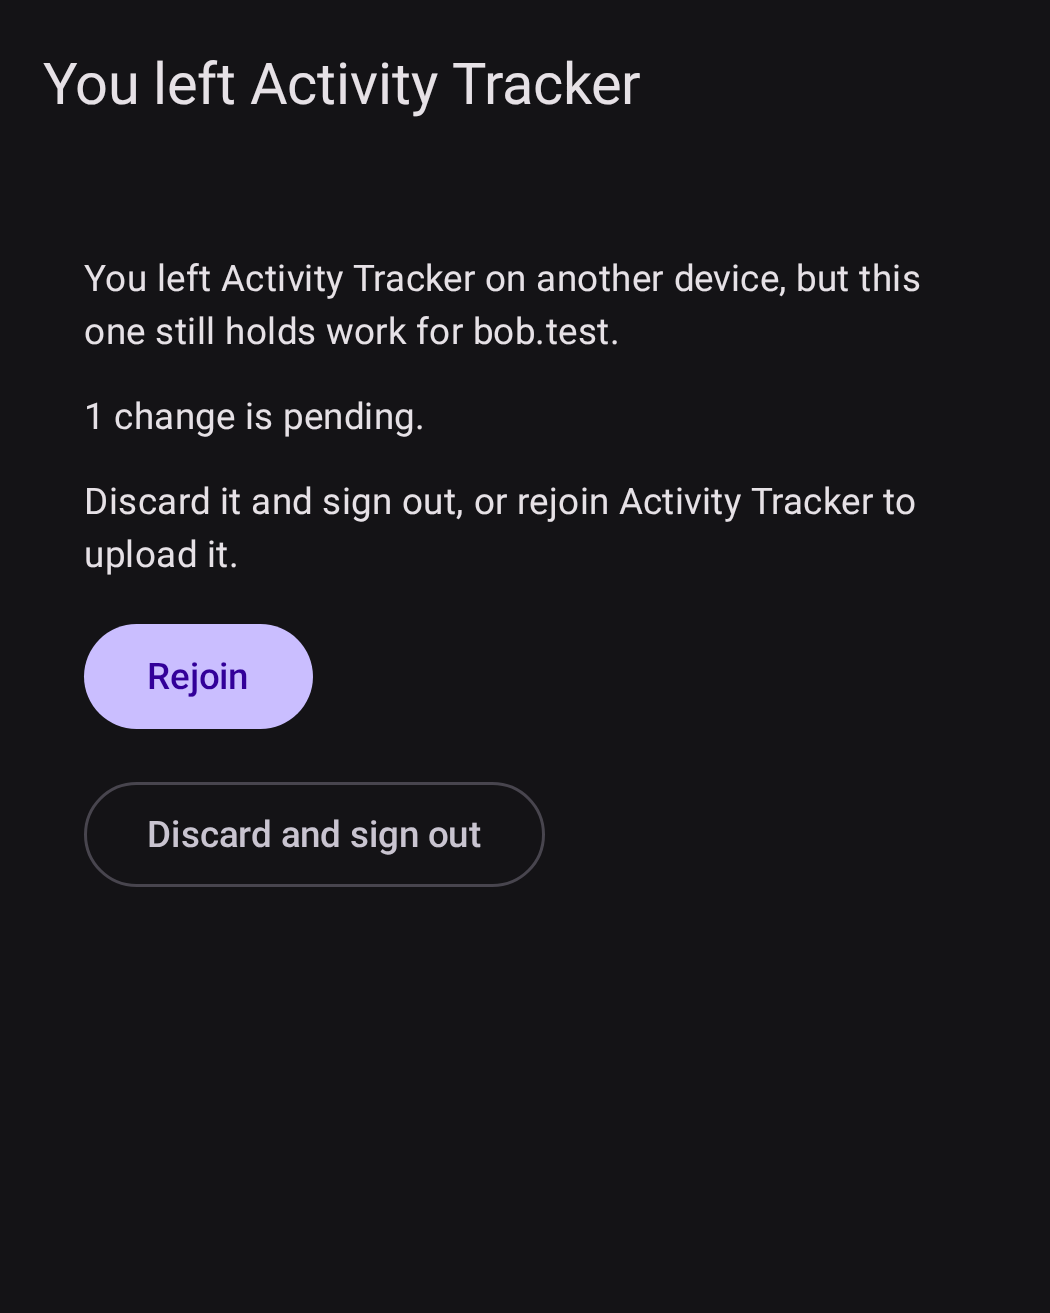 You left Activity Tracker
You left Activity Tracker on another device, but this
one still holds work for bob.test.
1 change is pending.
Discard it and sign out, or rejoin Activity Tracker to
upload it.
Rejoin
Discard and sign out